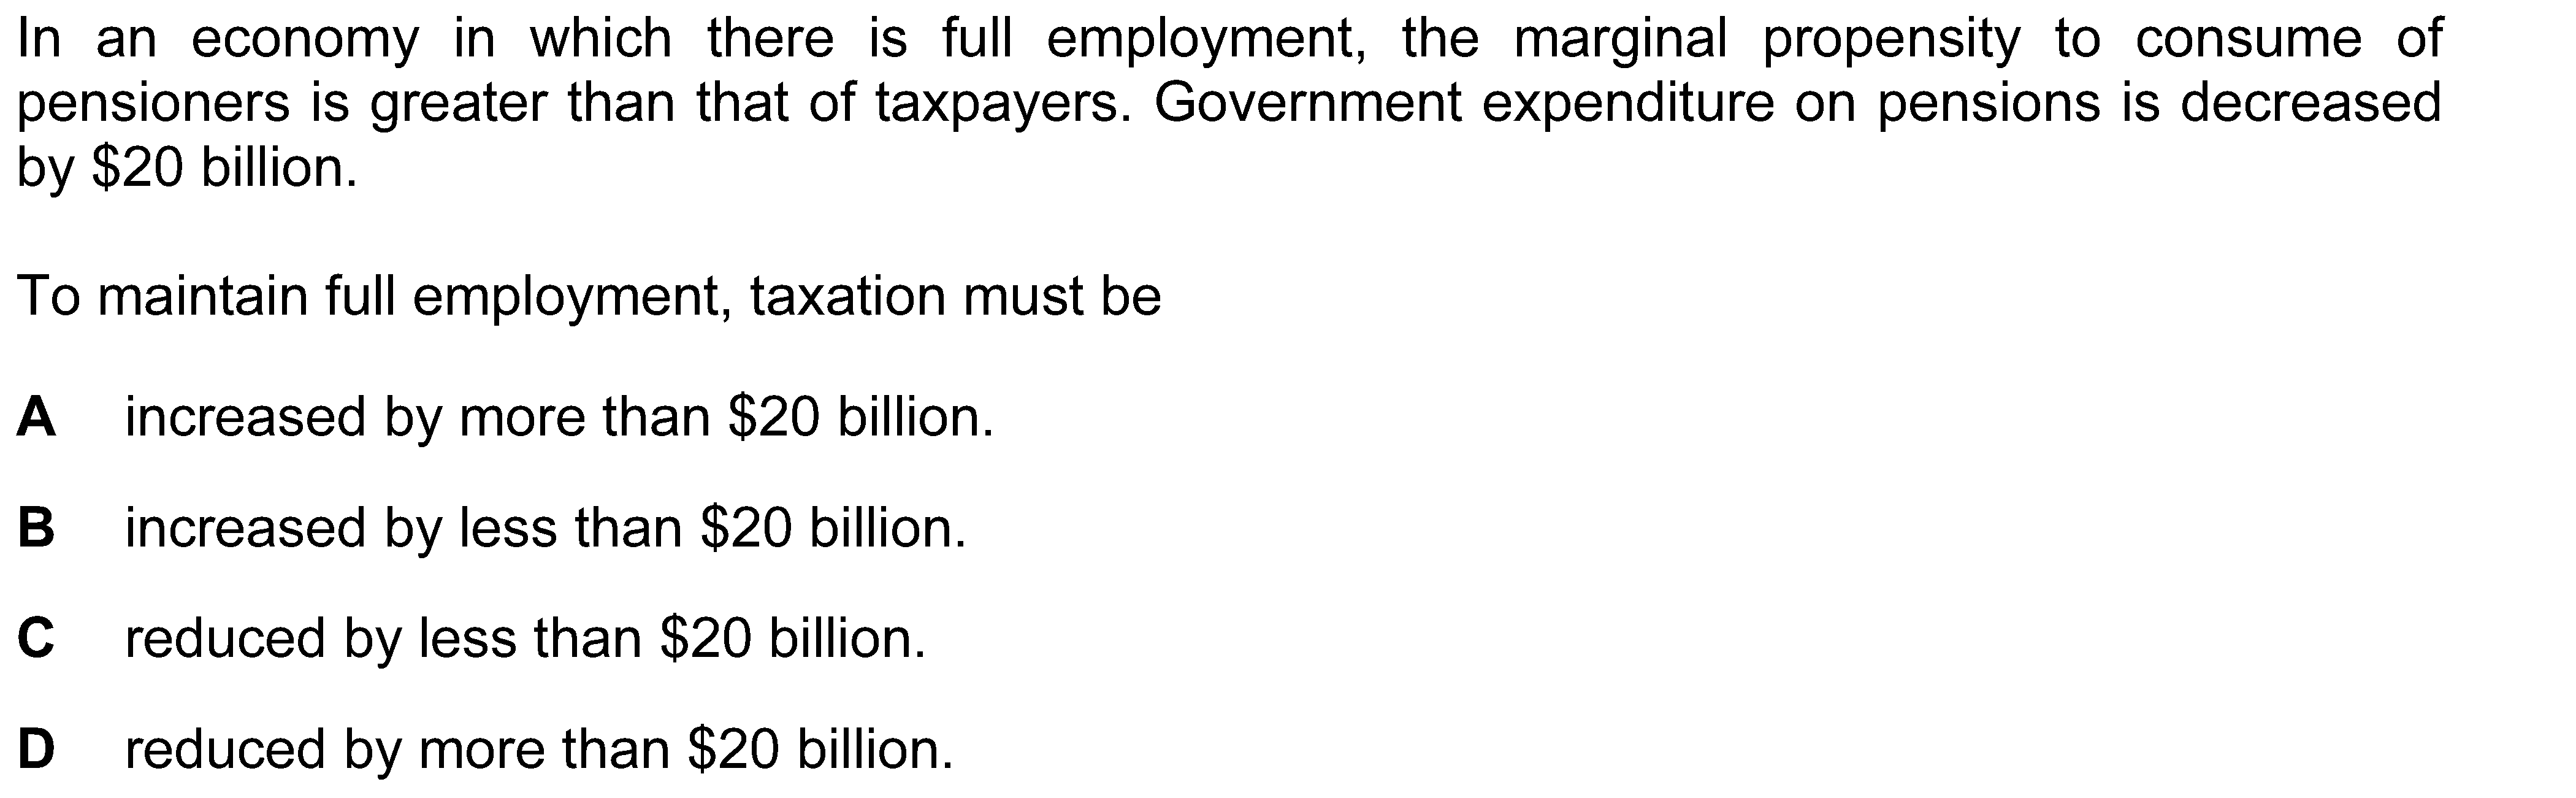 In an economy in which there is full employment, the marginal propensity to consume of
pensioners is greater than that of taxpayers. Government expenditure on pensions is decreased
by $20 billion.
To maintain full employment, taxation must be
A increased by more than $20 billion.
B increased by less than $20 billion.
C reduced by less than $20 billion.
D reduced by more than $20 billion.